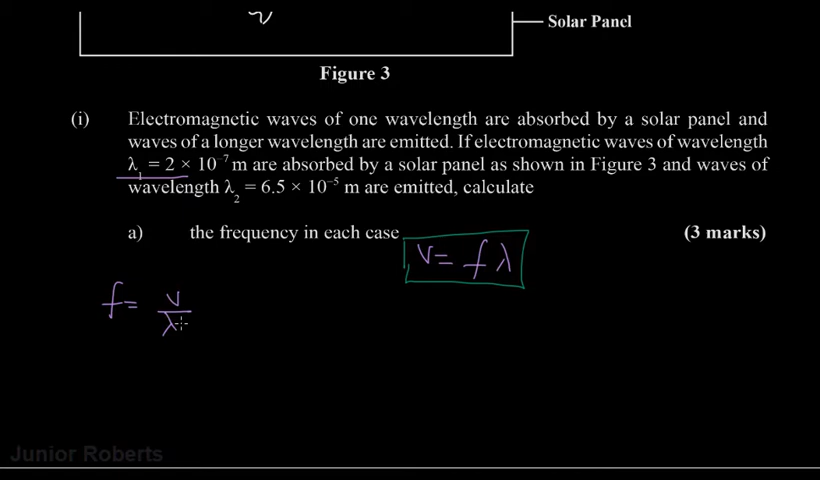 Solar Panel
Figure 3
(i) Electromagnetic waves of one wavelength are absorbed by a solar panel and
waves of a longer wavelength are emitted. If electromagnetic waves of wavelength
λ₁ = 2 × 10⁻⁷ m are absorbed by a solar panel as shown in Figure 3 and waves of
wavelength λ₂ = 6.5 × 10⁻⁵ m are emitted, calculate
a) the frequency in each case (3 marks)
v = f λ
f = v/λ
Junior Roberts